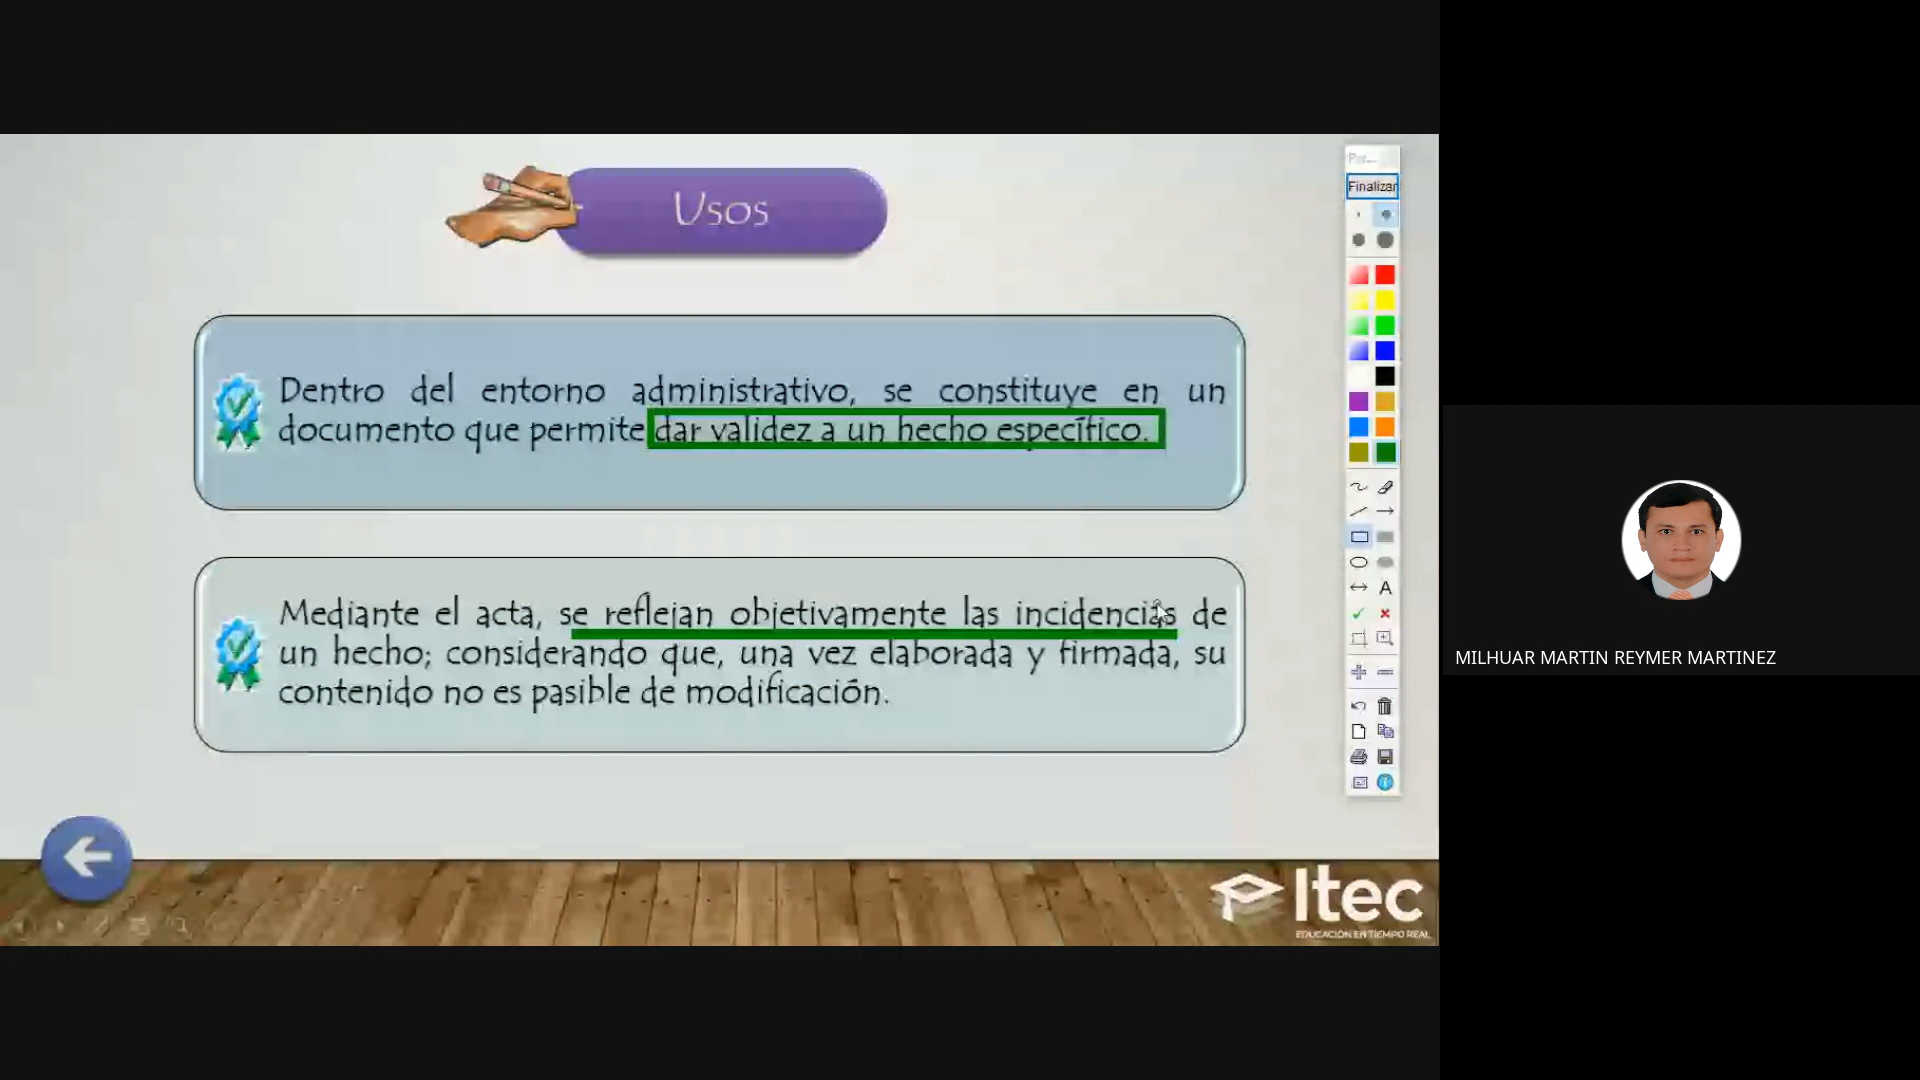 Usos
Dentro del entorno administrativo, se constituye en un
documento que permite dar validez a un hecho específico.
Mediante el acta, se reflejan objetivamente las incidencias de
un hecho; considerando que, una vez elaborada y firmada, su
contenido no es pasible de modificación.
Itec
EDUCACIÓN EN TIEMPO REAL
Finalizar
A
MILHUAR MARTIN REYMER MARTINEZ